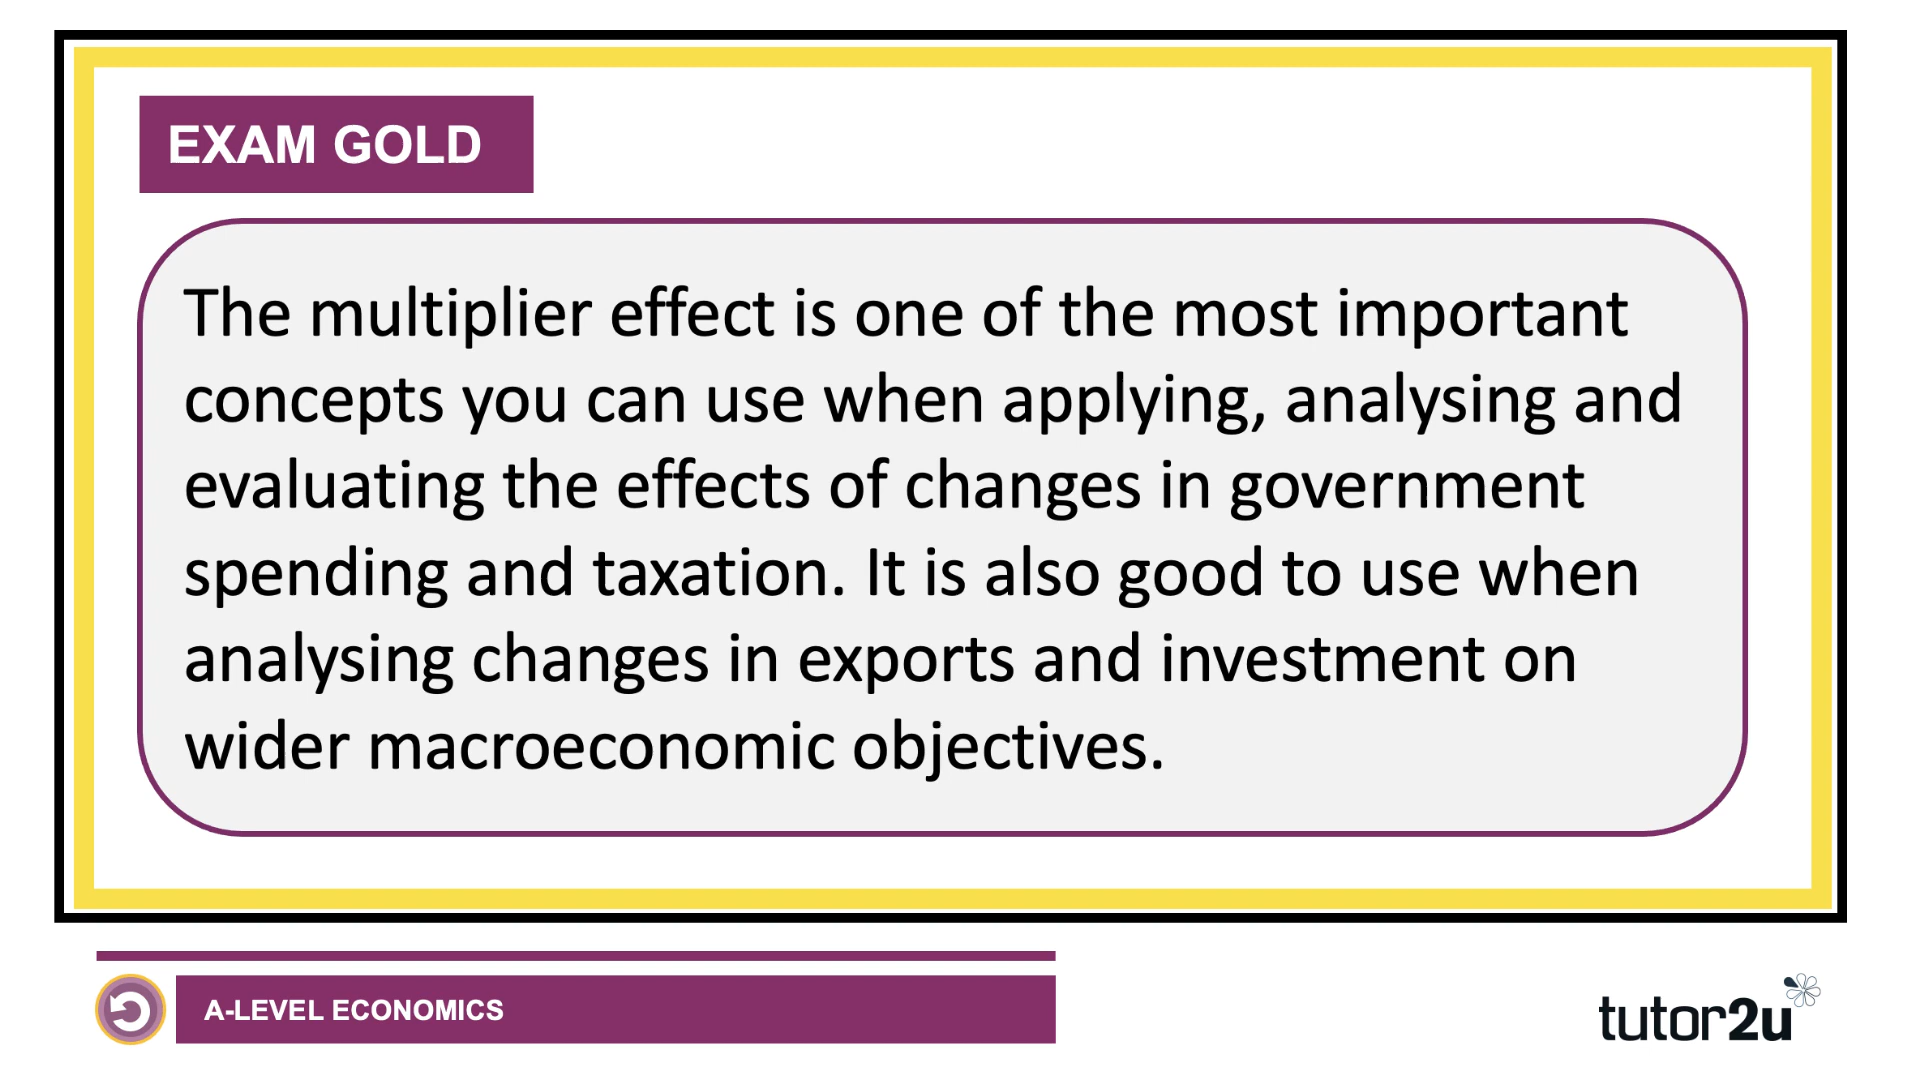 EXAM GOLD
The multiplier effect is one of the most important
concepts you can use when applying, analysing and
evaluating the effects of changes in government
spending and taxation. It is also good to use when
analysing changes in exports and investment on
wider macroeconomic objectives.
A-LEVEL ECONOMICS
tutor2u